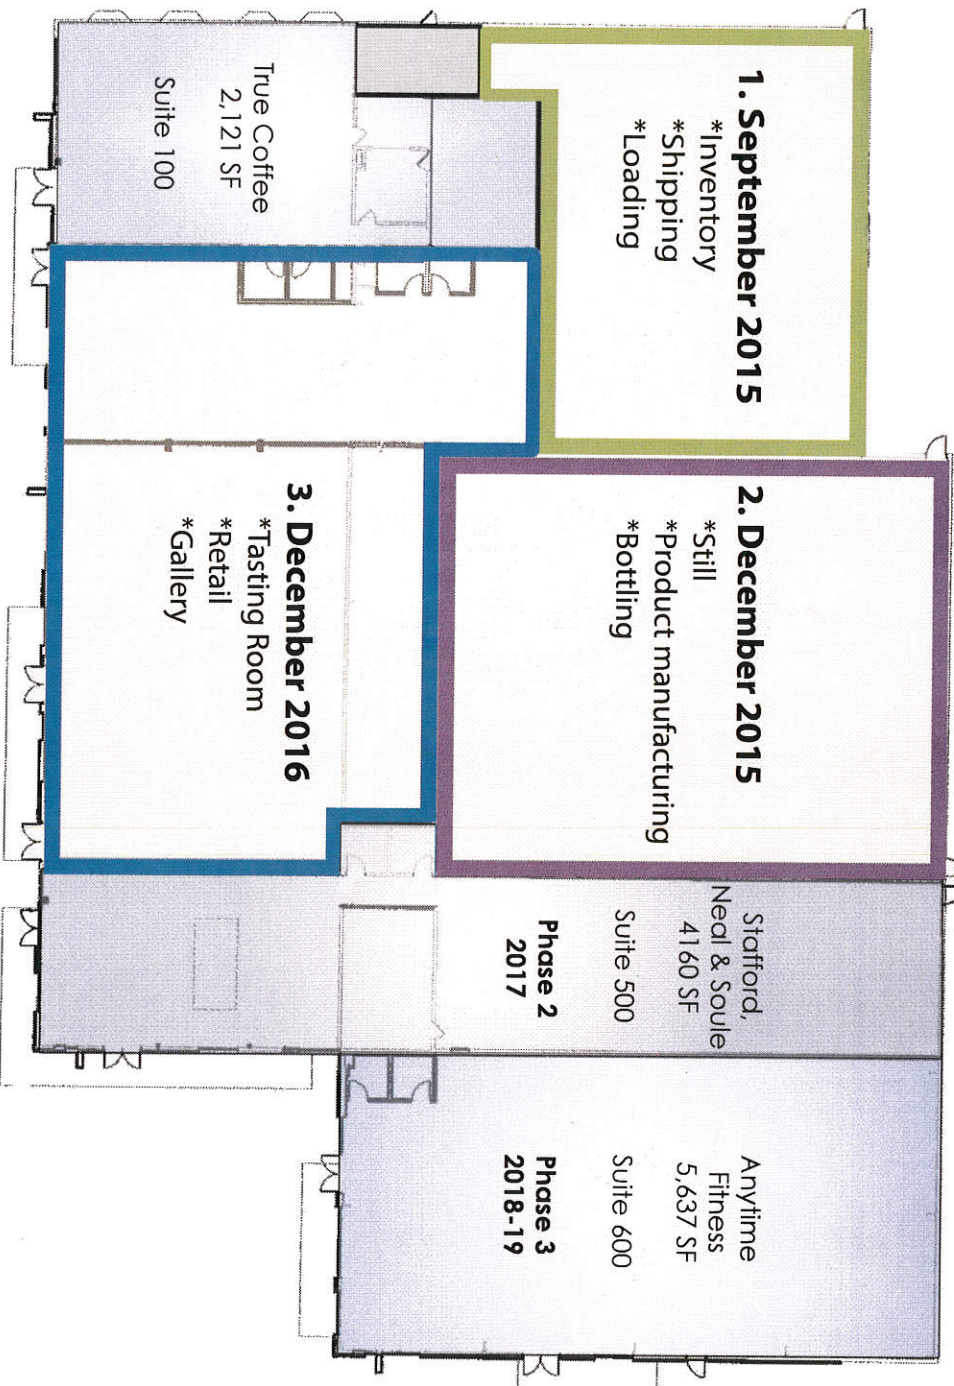 1. September 2015
*Inventory
*Shipping
*Loading
2. December 2015
*Still
*Product manufacturing
*Bottling
Stafford,
Neal & Soule
4160 SF
Suite 500
Phase 2
2017
Anytime
Fitness
5,637 SF
Suite 600
Phase 3
2018-19
True Coffee
2,121 SF
Suite 100
3. December 2016
*Tasting Room
*Retail
*Gallery